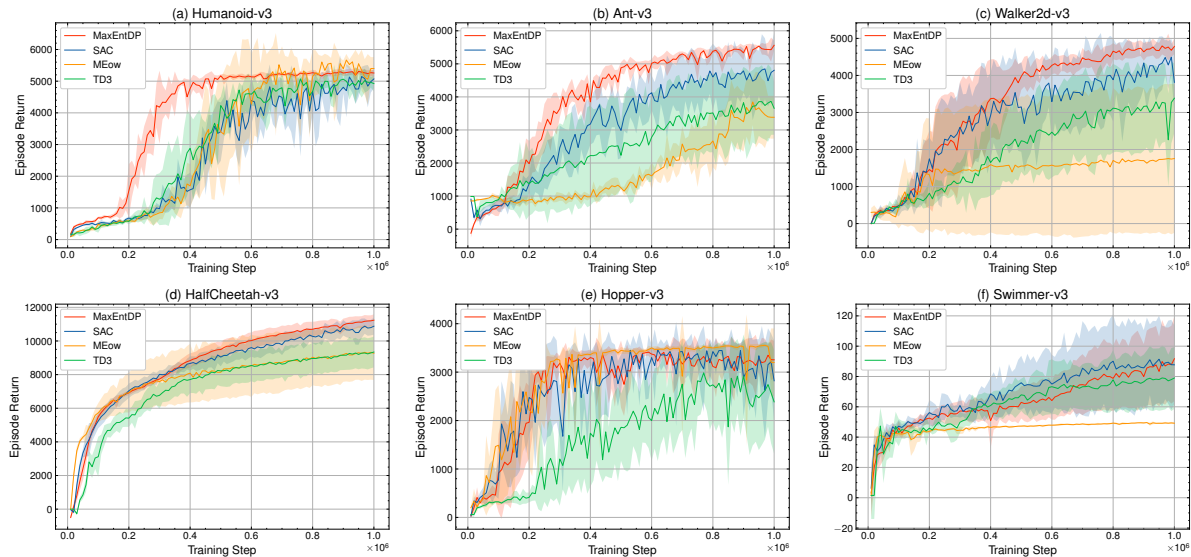 (a) Humanoid-v3
MaxEntDP
SAC
MEow
TD3
Episode Return
6000
5000
4000
3000
2000
1000
0
0.0 0.2 0.4 0.6 0.8 1.0
Training Step
×10⁶
(b) Ant-v3
MaxEntDP
SAC
MEow
TD3
Episode Return
6000
5000
4000
3000
2000
1000
0
0.0 0.2 0.4 0.6 0.8 1.0
Training Step
×10⁶
(c) Walker2d-v3
MaxEntDP
SAC
MEow
TD3
Episode Return
5000
4000
3000
2000
1000
0
0.0 0.2 0.4 0.6 0.8 1.0
Training Step
×10⁶
(d) HalfCheetah-v3
MaxEntDP
SAC
MEow
TD3
Episode Return
12000
10000
8000
6000
4000
2000
0
0.0 0.2 0.4 0.6 0.8 1.0
Training Step
×10⁶
(e) Hopper-v3
MaxEntDP
SAC
MEow
TD3
Episode Return
4000
3000
2000
1000
0
0.0 0.2 0.4 0.6 0.8 1.0
Training Step
×10⁶
(f) Swimmer-v3
MaxEntDP
SAC
MEow
TD3
Episode Return
120
100
80
60
40
20
0
−20
0.0 0.2 0.4 0.6 0.8 1.0
Training Step
×10⁶